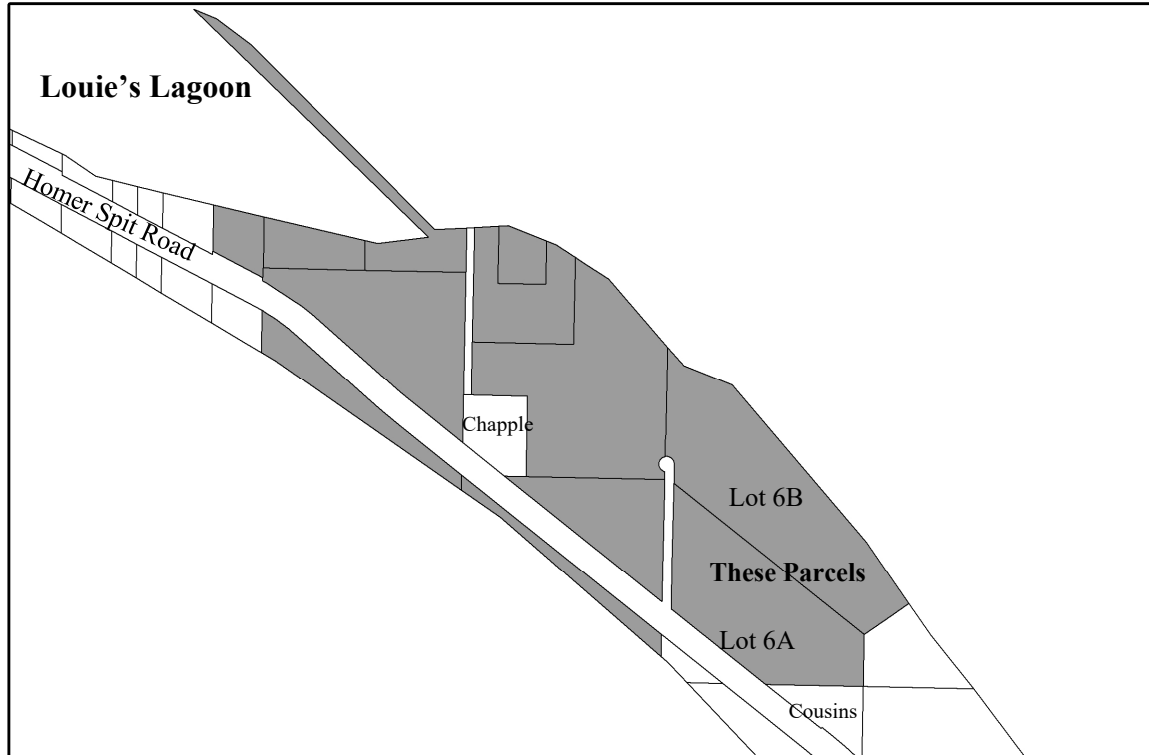 Louie’s Lagoon
Homer Spit Road
Chapple
Lot 6B
These Parcels
Lot 6A
Cousins